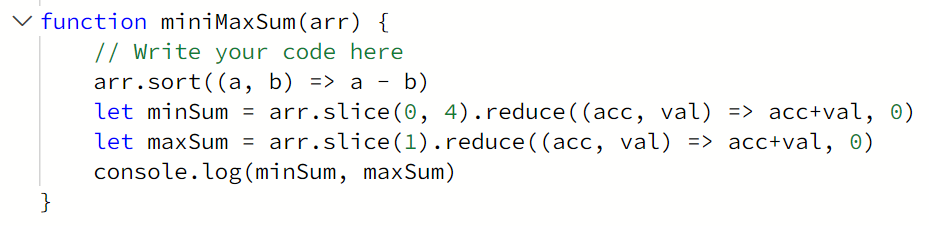 function miniMaxSum(arr) {
    // Write your code here
    arr.sort((a, b) => a - b)
    let minSum = arr.slice(0, 4).reduce((acc, val) => acc+val, 0)
    let maxSum = arr.slice(1).reduce((acc, val) => acc+val, 0)
    console.log(minSum, maxSum)
}